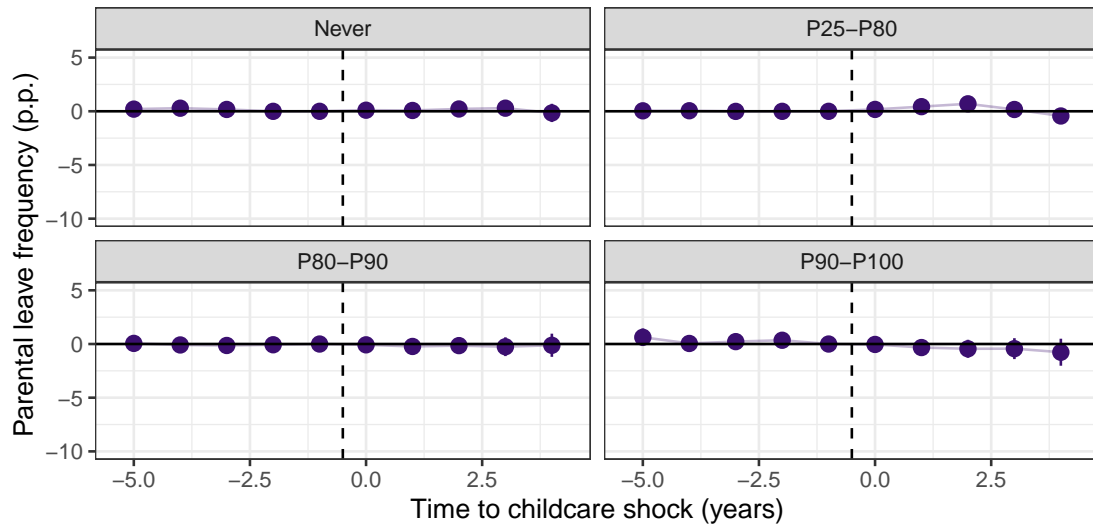 Never
P25−P80
5
0
−5
−10
P80−P90
P90−P100
5
0
−5
−10
−5.0
−2.5
0.0
2.5
−5.0
−2.5
0.0
2.5
Time to childcare shock (years)
Parental leave frequency (p.p.)